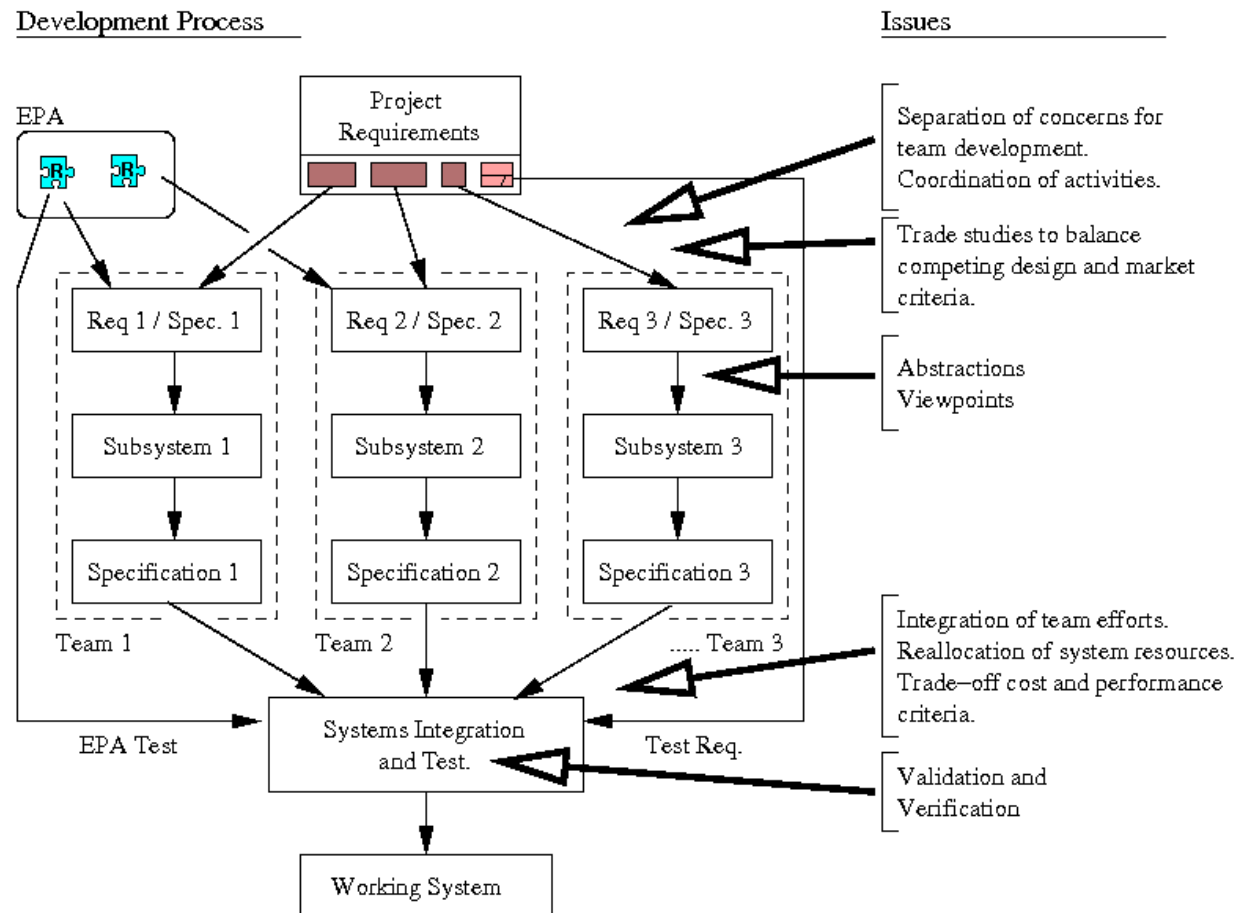 Development Process
Issues
EPA
R
R
Project
Requirements
Separation of concerns for
team development.
Coordination of activities.
Trade studies to balance
competing design and market
criteria.
Req 1 / Spec. 1
Req 2 / Spec. 2
Req 3 / Spec. 3
Abstractions
Viewpoints
Subsystem 1
Subsystem 2
Subsystem 3
Specification 1
Specification 2
Specification 3
Team 1
Team 2
..... Team 3
Integration of team efforts.
Reallocation of system resources.
Trade-off cost and performance
criteria.
EPA Test
Systems Integration
and Test.
Test Req.
Validation and
Verification
Working System